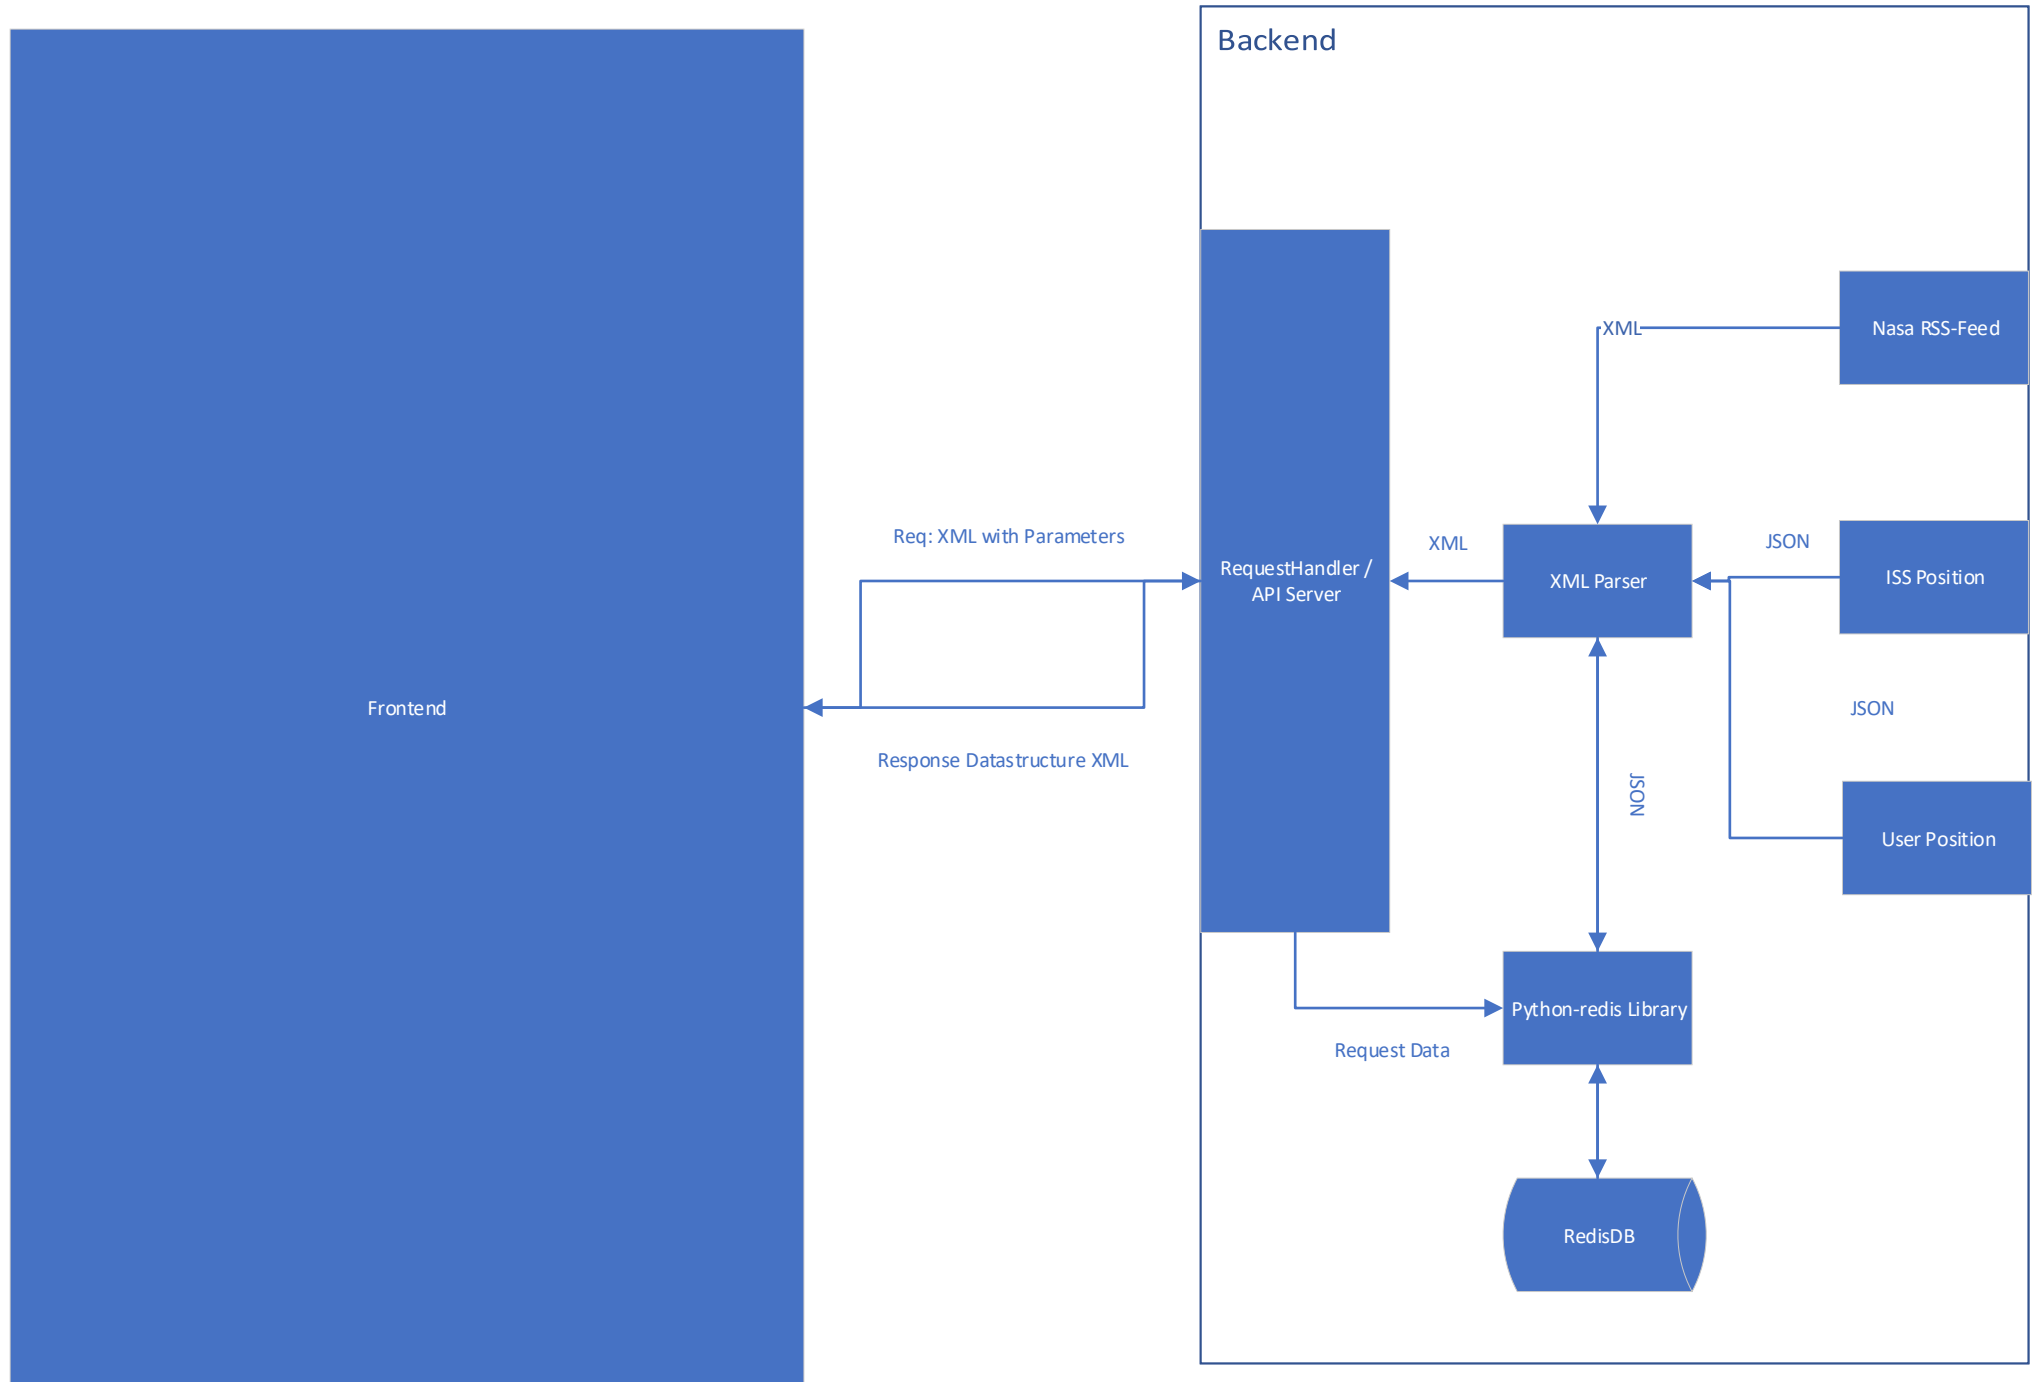 Backend
Nasa RSS-Feed
XML
Req: XML with Parameters
XML
JSON
RequestHandler /
API Server
XML Parser
ISS Position
Frontend
JSON
Response Datastructure XML
JSON
User Position
Python-redis Library
Request Data
RedisDB